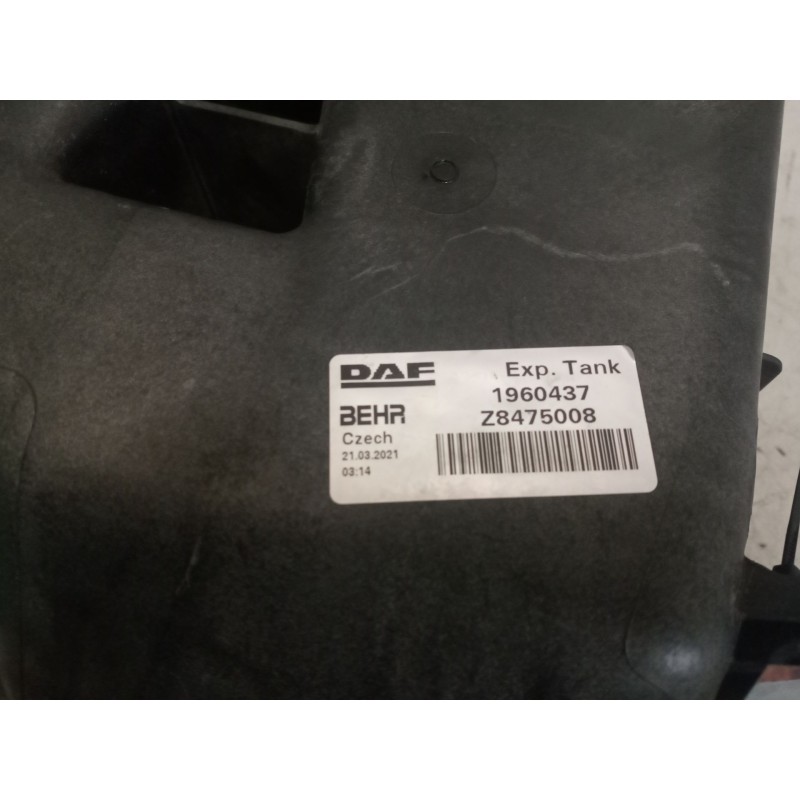 DAF Exp. Tank
1960437
BEHR Z8475008
Czech
21.03.2021
03:14